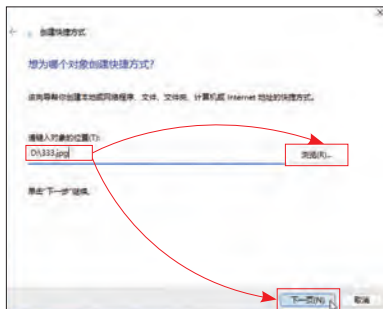 创建快捷方式
想为哪个对象创建快捷方式?
该向导帮你创建本地或网络程序、文件、文件夹、计算机或 Internet 地址的快捷方式。
请键入对象的位置(T):
D:\333.jpg
浏览(R)...
单击"下一步"继续。
下一页(N)
取消